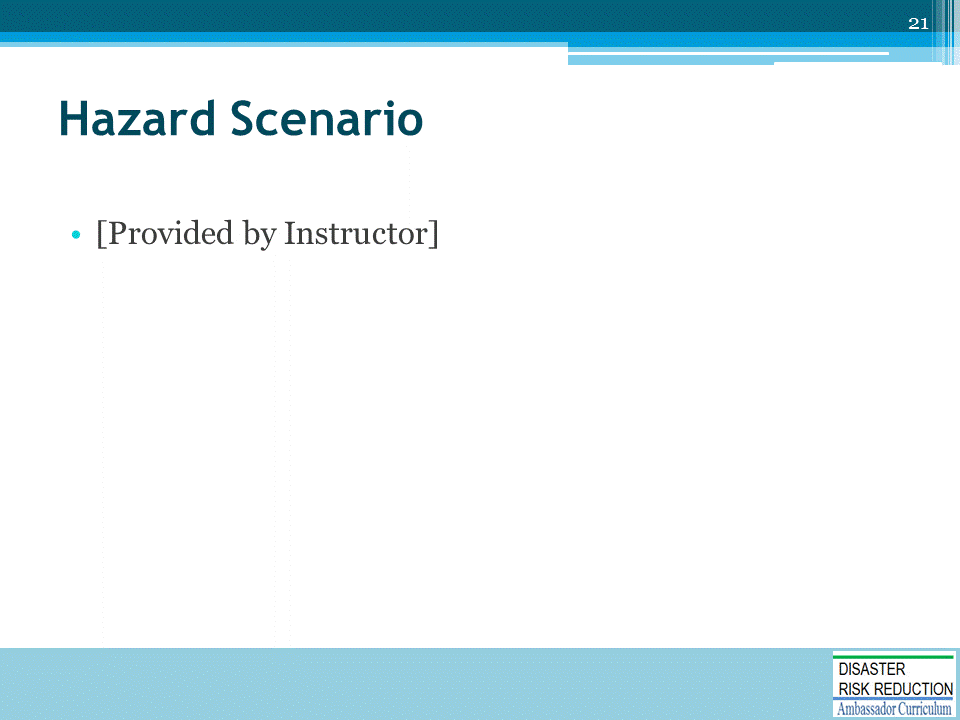 21
Hazard Scenario
• [Provided by Instructor]
DISASTER
RISK REDUCTION
Ambassador Curriculum